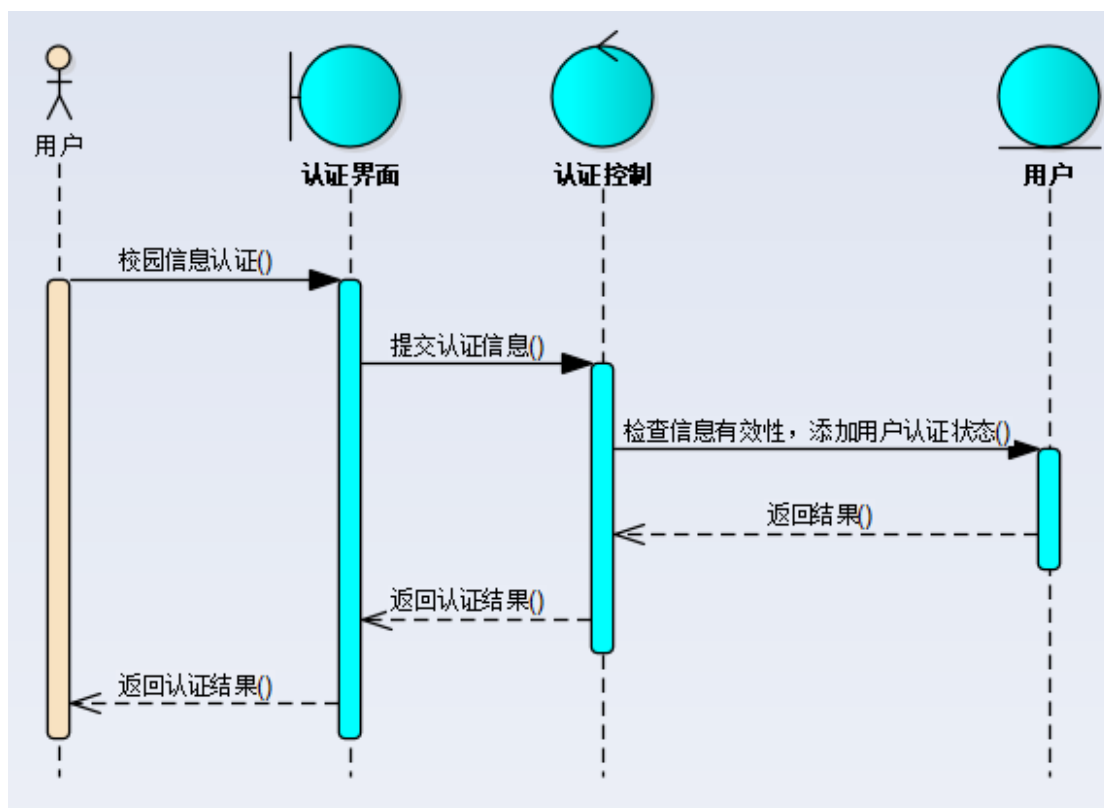 用户
认证界面
认证控制
用户
校园信息认证()
提交认证信息()
检查信息有效性，添加用户认证状态()
返回结果()
返回认证结果()
返回认证结果()